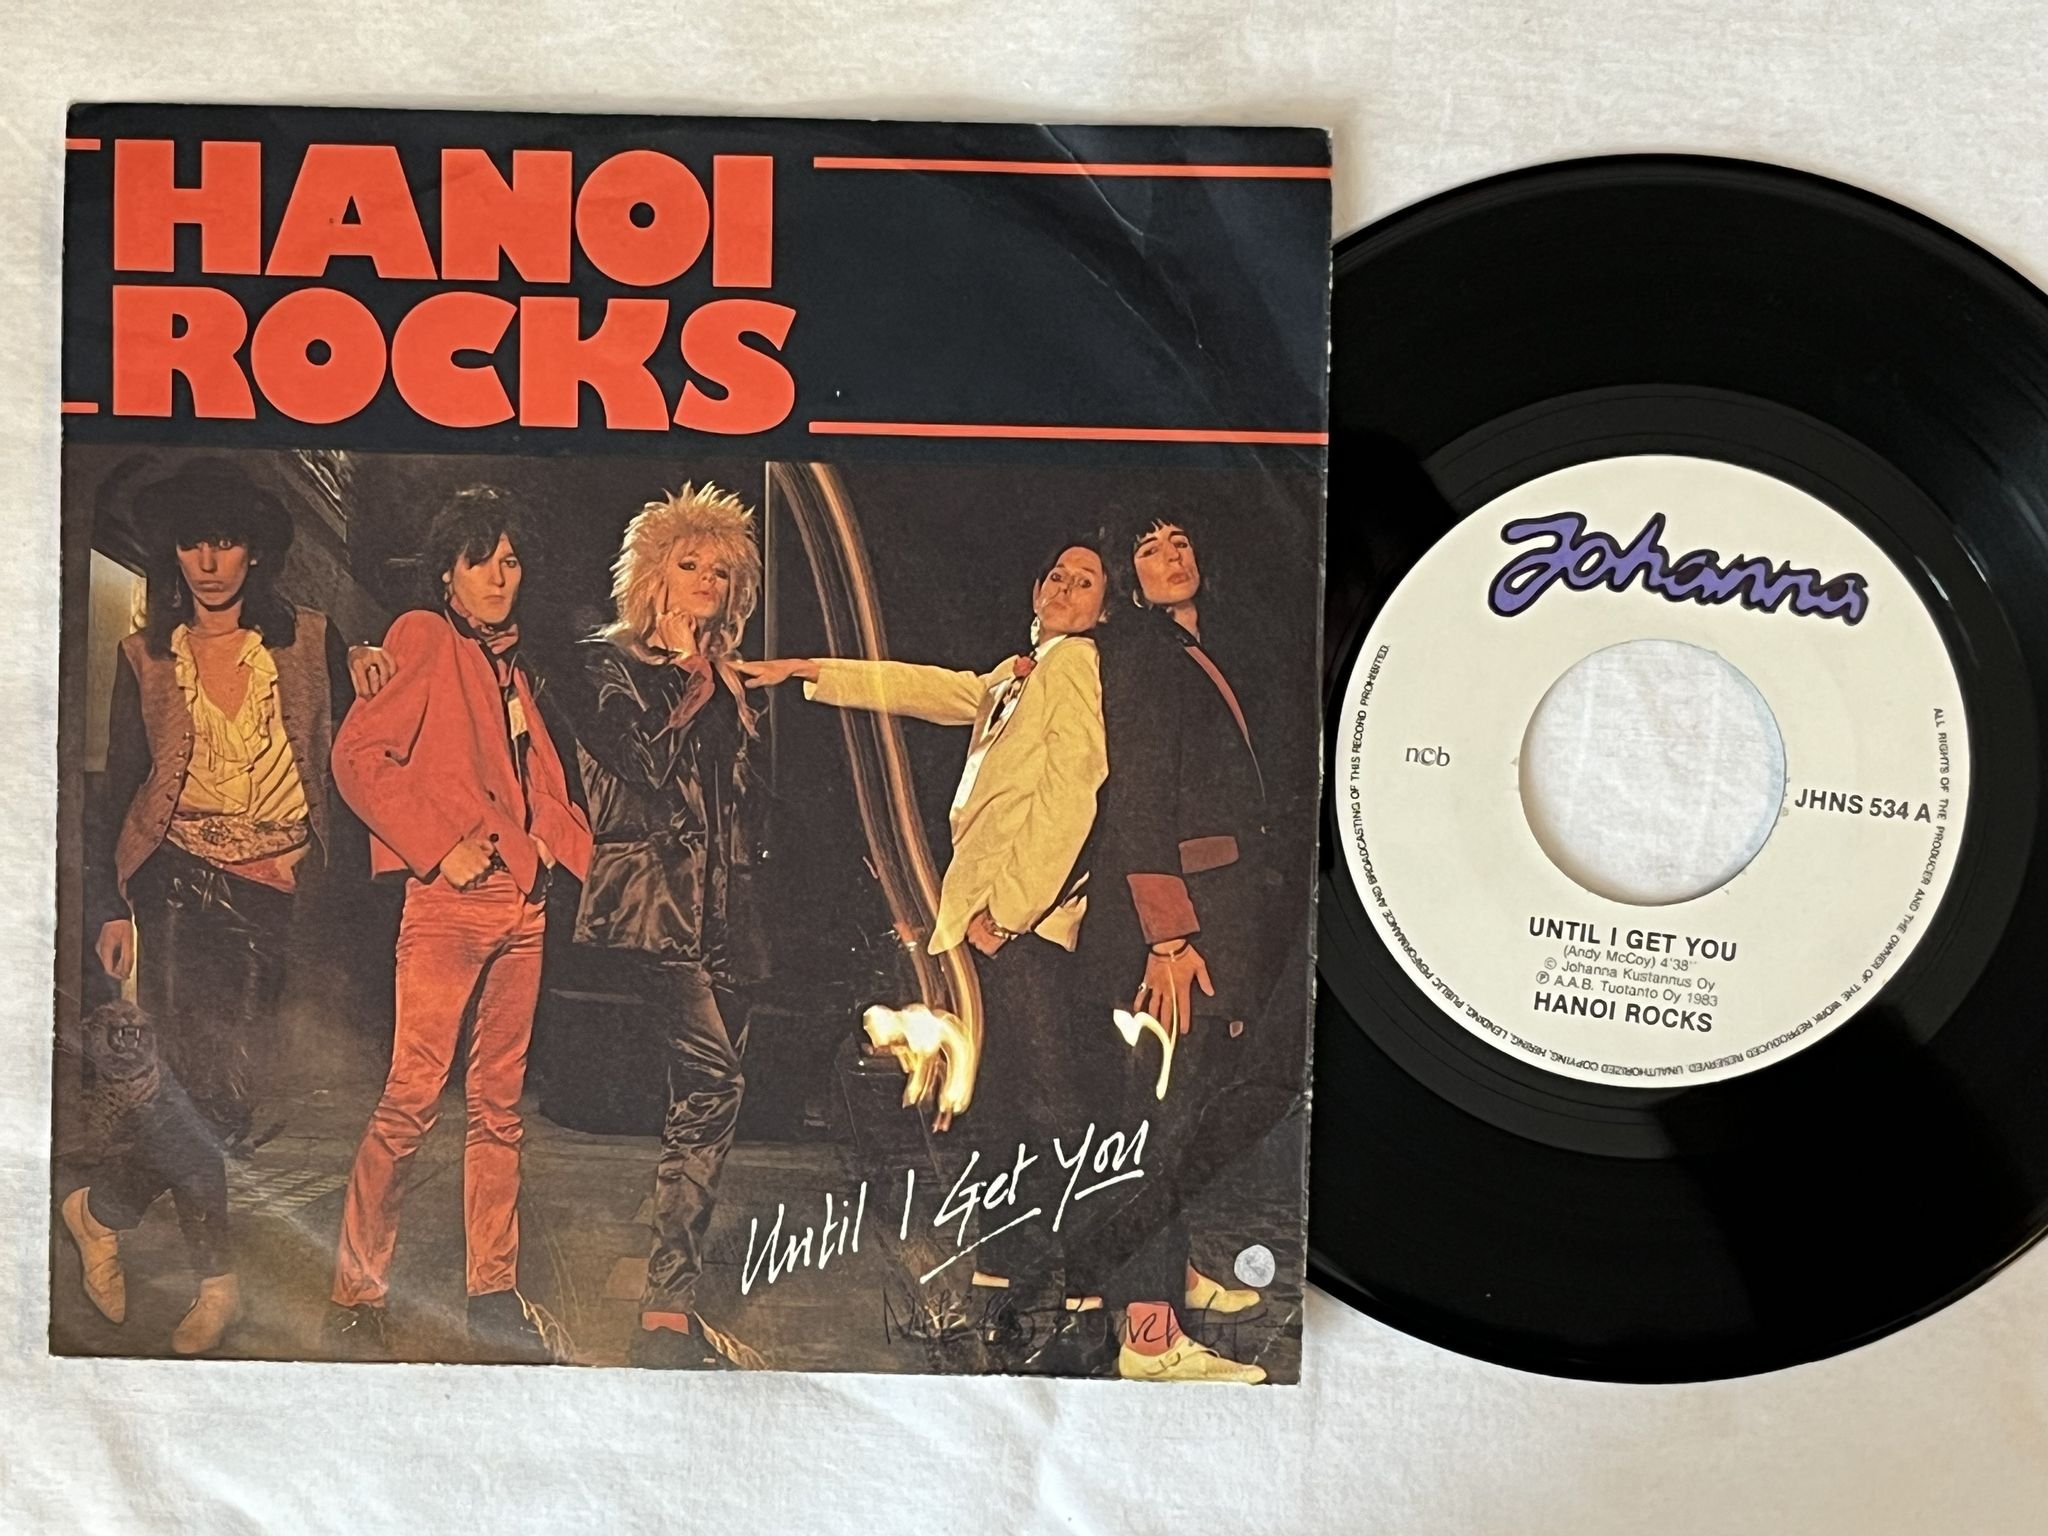 HANOI
ROCKS
Until I Get You
Johanna
ncb
JHNS 534 A
UNTIL I GET YOU
(Andy McCoy) 4'38''
© Johanna Kustannus Oy
℗ A.A.B. Tuotanto Oy 1983
HANOI ROCKS
ALL RIGHTS OF THE PRODUCER AND THE OWNER OF THE WORK REPRODUCED RESERVED UNAUTHORIZED COPYING, HIRING, LENDING, PUBLIC PERFORMANCE AND BROADCASTING OF THIS RECORD PROHIBITED.